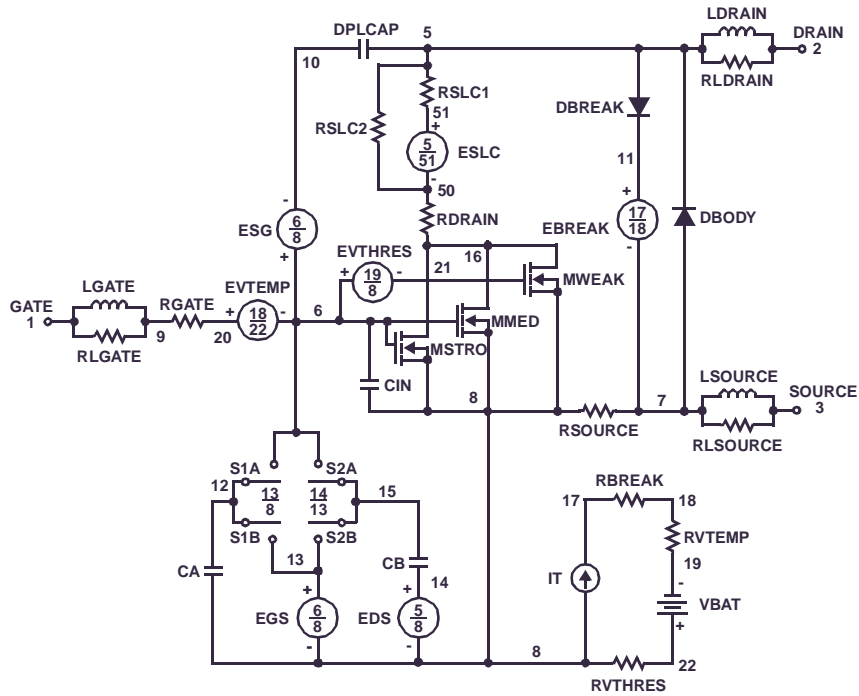 LDRAIN
DPLCAP
5
DRAIN
2
10
RLDRAIN
RSLC1
51
+
RSLC2
5
51
ESLC
-
50
DBREAK
11
+
17
18
EBREAK
-
DBODY
-
6
8
ESG
+
RDRAIN
16
EVTHRES
+
19
8
-
21
MWEAK
LGATE
EVTEMP
GATE
1
RGATE
+
18
22
-
6
9
20
RLGATE
MMED
MSTRO
CIN
8
7
LSOURCE
SOURCE
3
RSOURCE
RLSOURCE
S1A
S2A
12
13
8
14
13
15
S1B
S2B
13
CA
CB
14
+
6
8
EGS
-
+
5
8
EDS
-
RBREAK
17
18
RVTEMP
19
IT
-
VBAT
+
8
22
RVTHRES